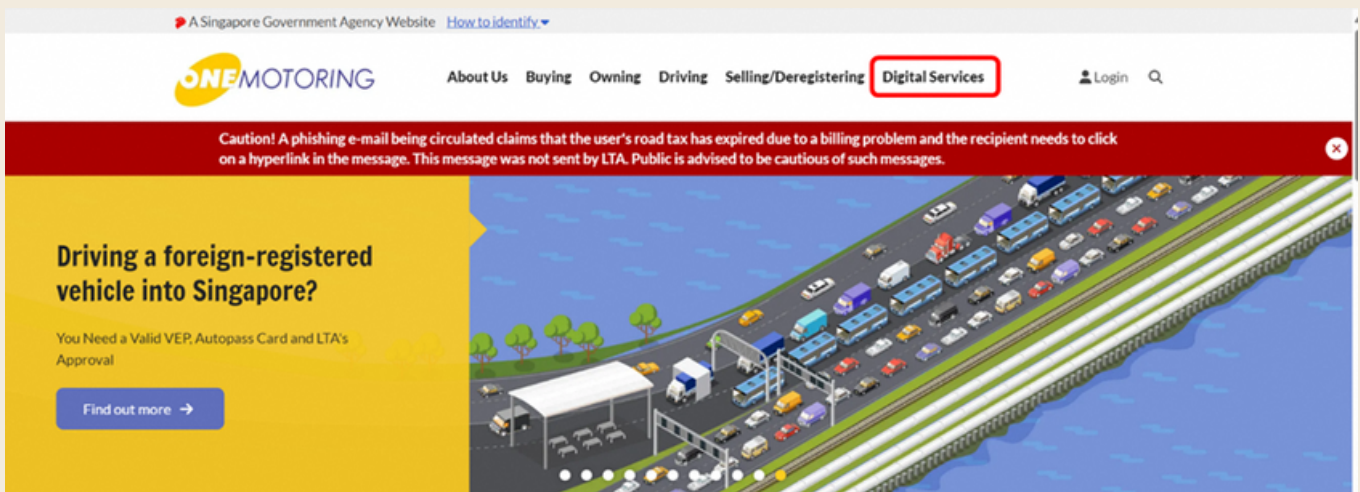 A Singapore Government Agency Website How to identify
ONEMOTORING
About Us Buying Owning Driving Selling/Deregistering Digital Services Login
Caution! A phishing e-mail being circulated claims that the user's road tax has expired due to a billing problem and the recipient needs to click
on a hyperlink in the message. This message was not sent by LTA. Public is advised to be cautious of such messages.
Driving a foreign-registered
vehicle into Singapore?
You Need a Valid VEP, Autopass Card and LTA's
Approval
Find out more